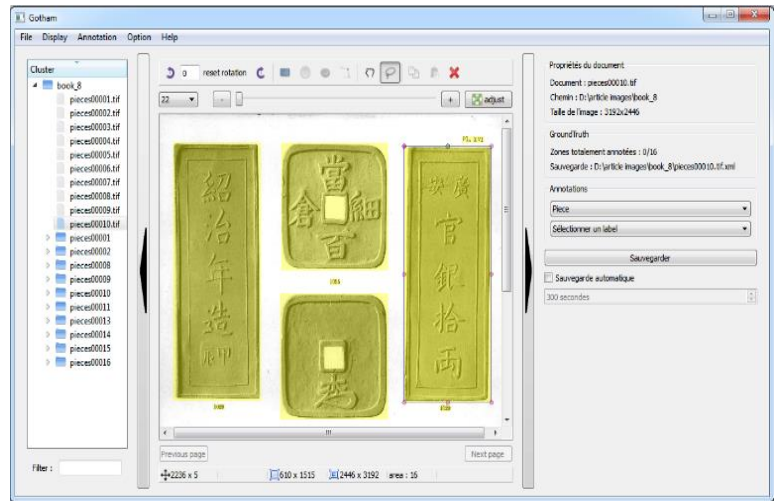 Gotham
File Display Annotation Option Help
Cluster
book_8
pieces00001.tif
pieces00002.tif
pieces00003.tif
pieces00004.tif
pieces00005.tif
pieces00006.tif
pieces00007.tif
pieces00008.tif
pieces00009.tif
pieces00010.tif
pieces00001
pieces00002
pieces00008
pieces00009
pieces00010
pieces00011
pieces00013
pieces00014
pieces00015
pieces00016
Filter :
0 reset rotation
22 - + adjust
紹治年造
當百
倉細
安廣
官銀拾兩
1016
Previous page Next page
2236 x 5 610 x 1515 2446 x 3192 area : 16
Propriétés du document
Document : pieces00010.tif
Chemin : D:\article images\book_8
Taille de l'image : 3192x2446
GroundTruth
Zones totalement annotées : 0/16
Sauvegarde : D:\article images\book_8\pieces00010.tif.xml
Annotations
Piece
Sélectionner un label
Sauvegarder
Sauvegarde automatique
300 secondes